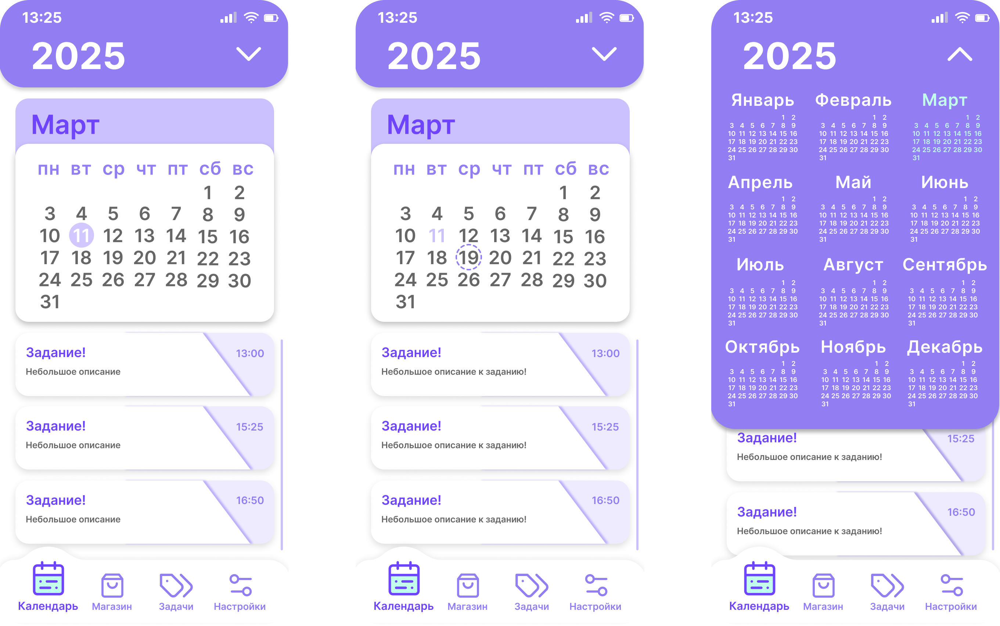 13:25
2025
Март
пн вт ср чт пт сб вс
1 2
3 4 5 6 7 8 9
10 11 12 13 14 15 16
17 18 19 20 21 22 23
24 25 26 27 28 29 30
31
Задание!
13:00
Небольшое описание
Задание!
15:25
Небольшое описание
Задание!
16:50
Небольшое описание
Календарь Магазин Задачи Настройки
13:25
2025
Март
пн вт ср чт пт сб вс
1 2
3 4 5 6 7 8 9
10 11 12 13 14 15 16
17 18 19 20 21 22 23
24 25 26 27 28 29 30
31
Задание!
13:00
Небольшое описание к заданию!
Задание!
15:25
Небольшое описание к заданию!
Задание!
16:50
Небольшое описание к заданию!
Календарь Магазин Задачи Настройки
13:25
2025
Январь
1 2
3 4 5 6 7 8 9
10 11 12 13 14 15 16
17 18 19 20 21 22 23
24 25 26 27 28 29 30
31
Февраль
1 2
3 4 5 6 7 8 9
10 11 12 13 14 15 16
17 18 19 20 21 22 23
24 25 26 27 28 29 30
31
Март
1 2
3 4 5 6 7 8 9
10 11 12 13 14 15 16
17 18 19 20 21 22 23
24 25 26 27 28 29 30
31
Апрель
1 2
3 4 5 6 7 8 9
10 11 12 13 14 15 16
17 18 19 20 21 22 23
24 25 26 27 28 29 30
31
Май
1 2
3 4 5 6 7 8 9
10 11 12 13 14 15 16
17 18 19 20 21 22 23
24 25 26 27 28 29 30
31
Июнь
1 2
3 4 5 6 7 8 9
10 11 12 13 14 15 16
17 18 19 20 21 22 23
24 25 26 27 28 29 30
31
Июль
1 2
3 4 5 6 7 8 9
10 11 12 13 14 15 16
17 18 19 20 21 22 23
24 25 26 27 28 29 30
31
Август
1 2
3 4 5 6 7 8 9
10 11 12 13 14 15 16
17 18 19 20 21 22 23
24 25 26 27 28 29 30
31
Сентябрь
1 2
3 4 5 6 7 8 9
10 11 12 13 14 15 16
17 18 19 20 21 22 23
24 25 26 27 28 29 30
31
Октябрь
1 2
3 4 5 6 7 8 9
10 11 12 13 14 15 16
17 18 19 20 21 22 23
24 25 26 27 28 29 30
31
Ноябрь
1 2
3 4 5 6 7 8 9
10 11 12 13 14 15 16
17 18 19 20 21 22 23
24 25 26 27 28 29 30
31
Декабрь
1 2
3 4 5 6 7 8 9
10 11 12 13 14 15 16
17 18 19 20 21 22 23
24 25 26 27 28 29 30
31
Задание!
15:25
Небольшое описание к заданию!
Задание!
16:50
Небольшое описание к заданию!
Календарь Магазин Задачи Настройки